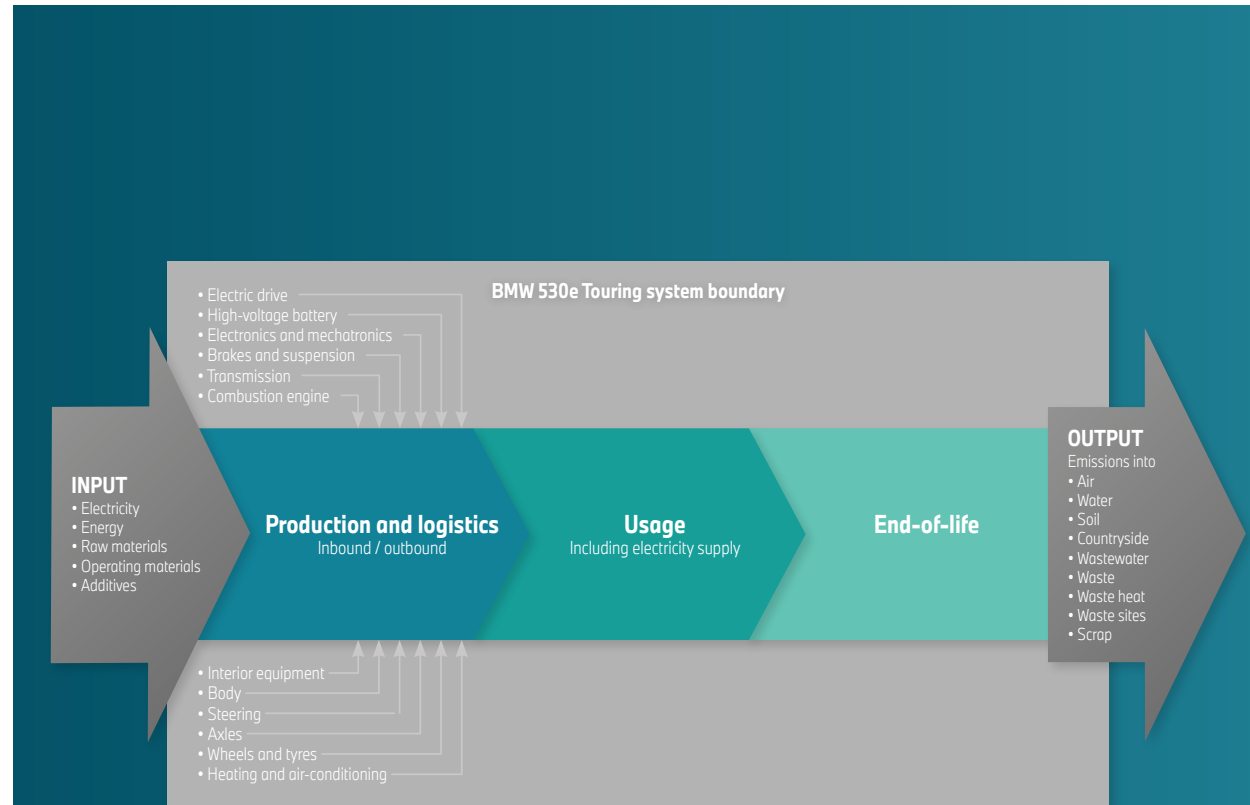 BMW 530e Touring system boundary
• Electric drive
• High-voltage battery
• Electronics and mechatronics
• Brakes and suspension
• Transmission
• Combustion engine
INPUT
• Electricity
• Energy
• Raw materials
• Operating materials
• Additives
Production and logistics
Inbound / outbound
Usage
Including electricity supply
End-of-life
OUTPUT
Emissions into
• Air
• Water
• Soil
• Countryside
• Wastewater
• Waste
• Waste heat
• Waste sites
• Scrap
• Interior equipment
• Body
• Steering
• Axles
• Wheels and tyres
• Heating and air-conditioning